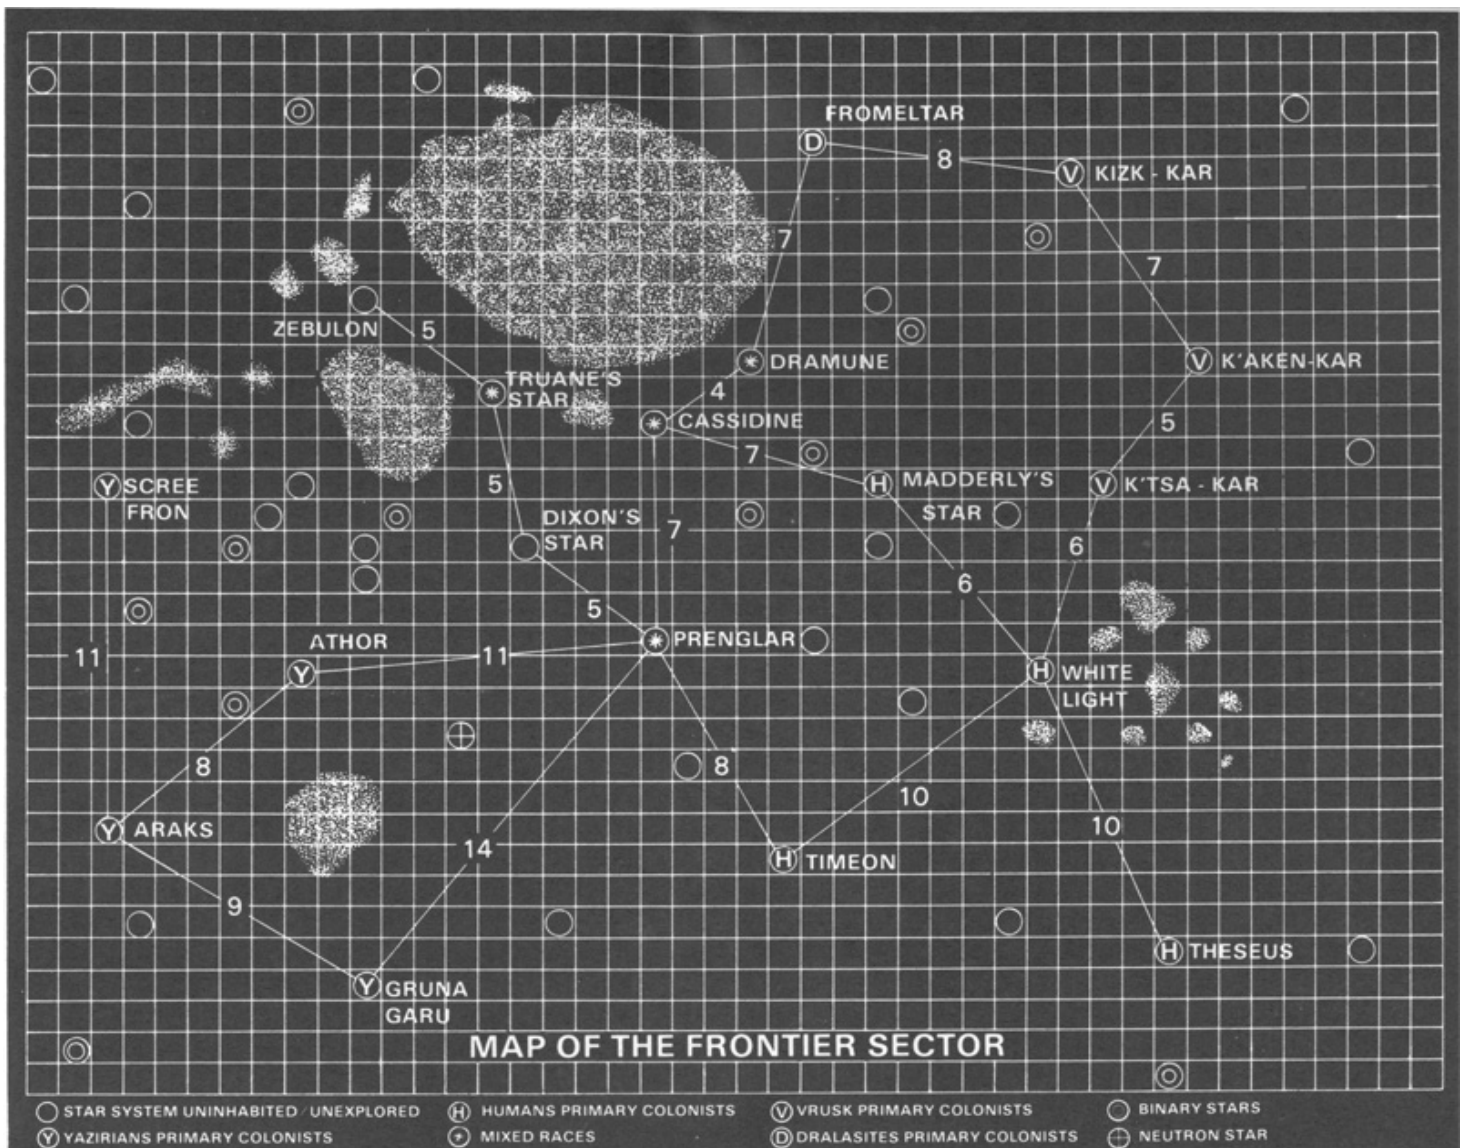 FROMELTAR
D
8
V KIZK - KAR
7
7
ZEBULON
5
DRAMUNE
V K'AKEN-KAR
TRUANE'S
STAR
4
CASSIDINE
5
7
Y SCREE
FRON
H MADDERLY'S
STAR
V K'TSA - KAR
5
DIXON'S
STAR
7
6
6
5
ATHOR
PRENGLAR
11
11
Y
H WHITE
LIGHT
8
8
10
10
Y ARAKS
14
H TIMEON
9
H THESEUS
Y GRUNA
GARU
MAP OF THE FRONTIER SECTOR
STAR SYSTEM UNINHABITED / UNEXPLORED
H HUMANS PRIMARY COLONISTS
V VRUSK PRIMARY COLONISTS
BINARY STARS
Y YAZIRIANS PRIMARY COLONISTS
MIXED RACES
D DRALASITES PRIMARY COLONISTS
NEUTRON STAR